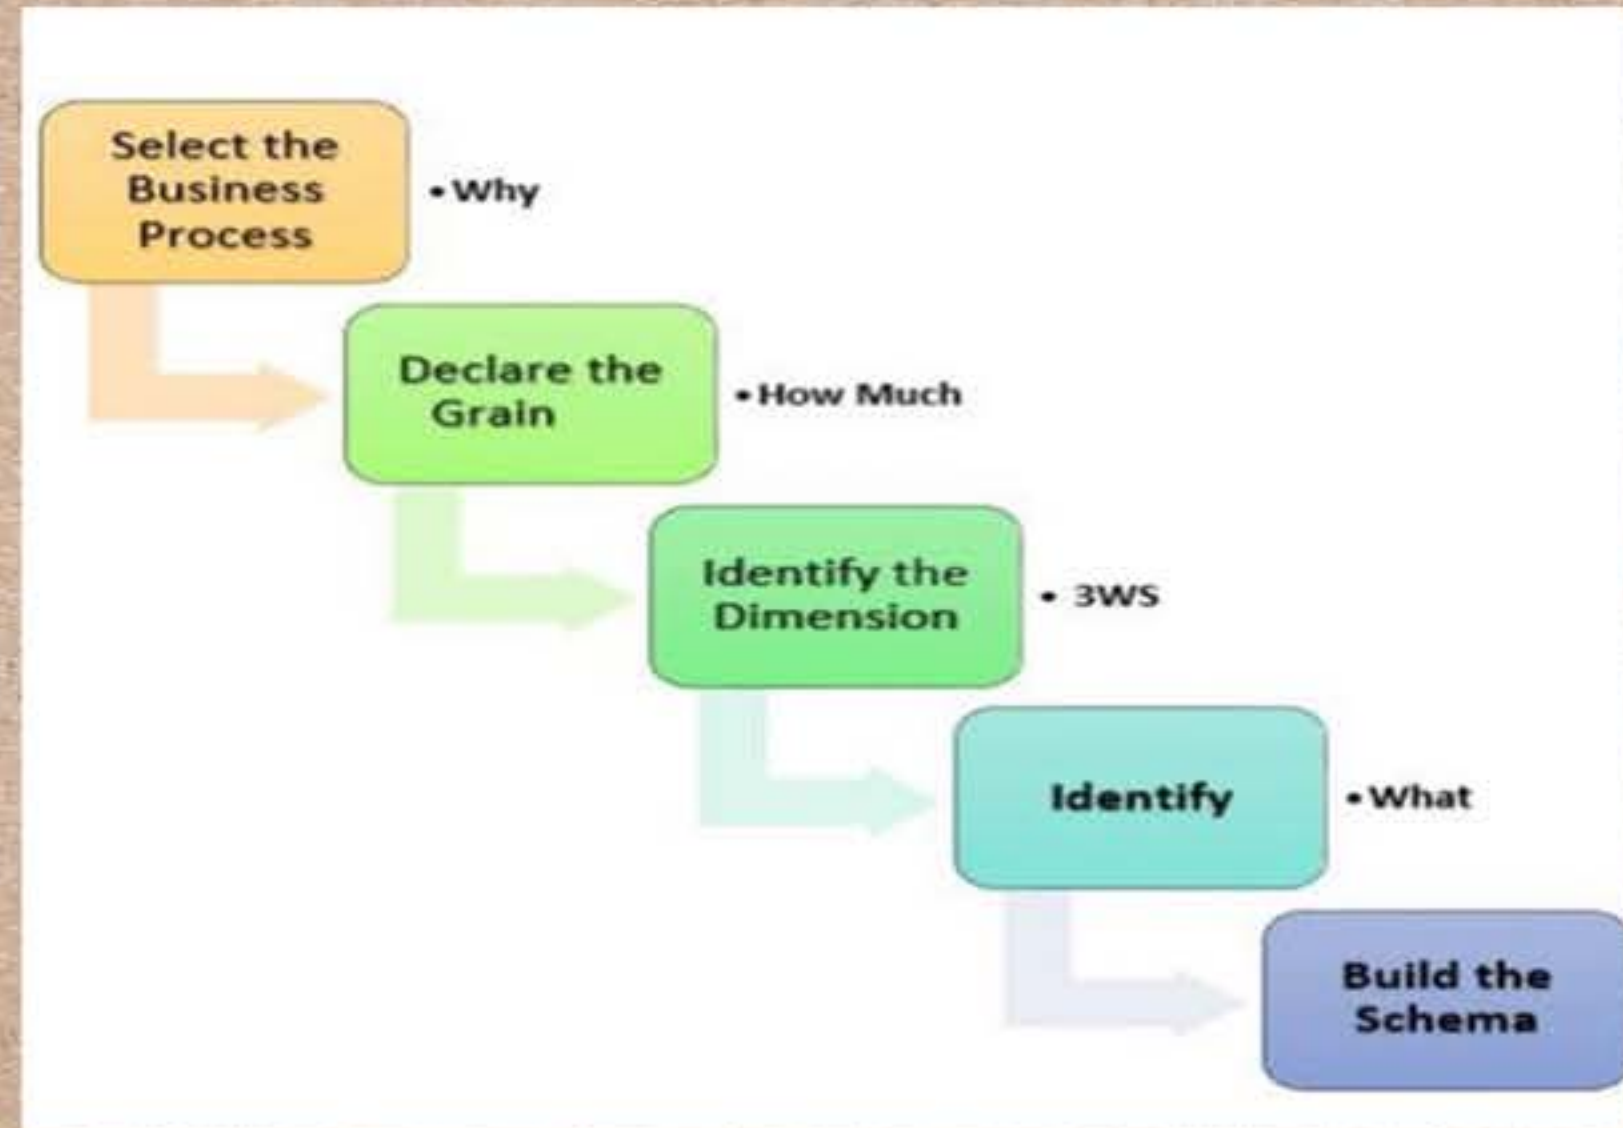 Select the
Business
Process
• Why
Declare the
Grain
• How Much
Identify the
Dimension
• 3WS
Identify
• What
Build the
Schema